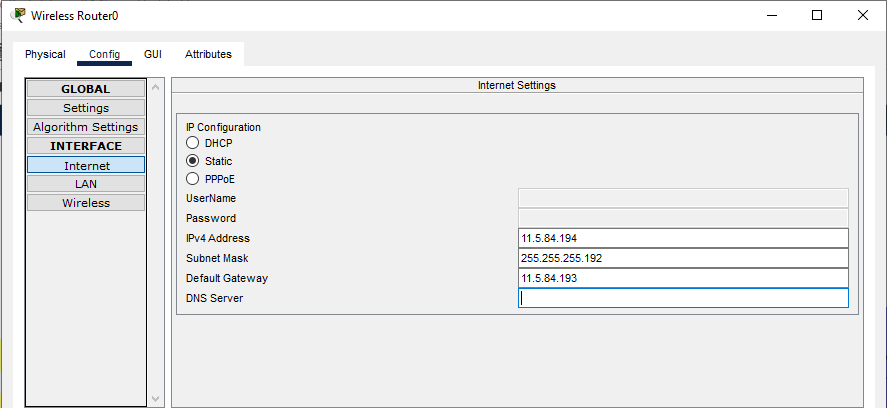 Wireless Router0
Physical Config GUI Attributes
GLOBAL
Settings
Algorithm Settings
INTERFACE
Internet
LAN
Wireless
Internet Settings
IP Configuration
DHCP
Static
PPPoE
UserName
Password
IPv4 Address 11.5.84.194
Subnet Mask 255.255.255.192
Default Gateway 11.5.84.193
DNS Server